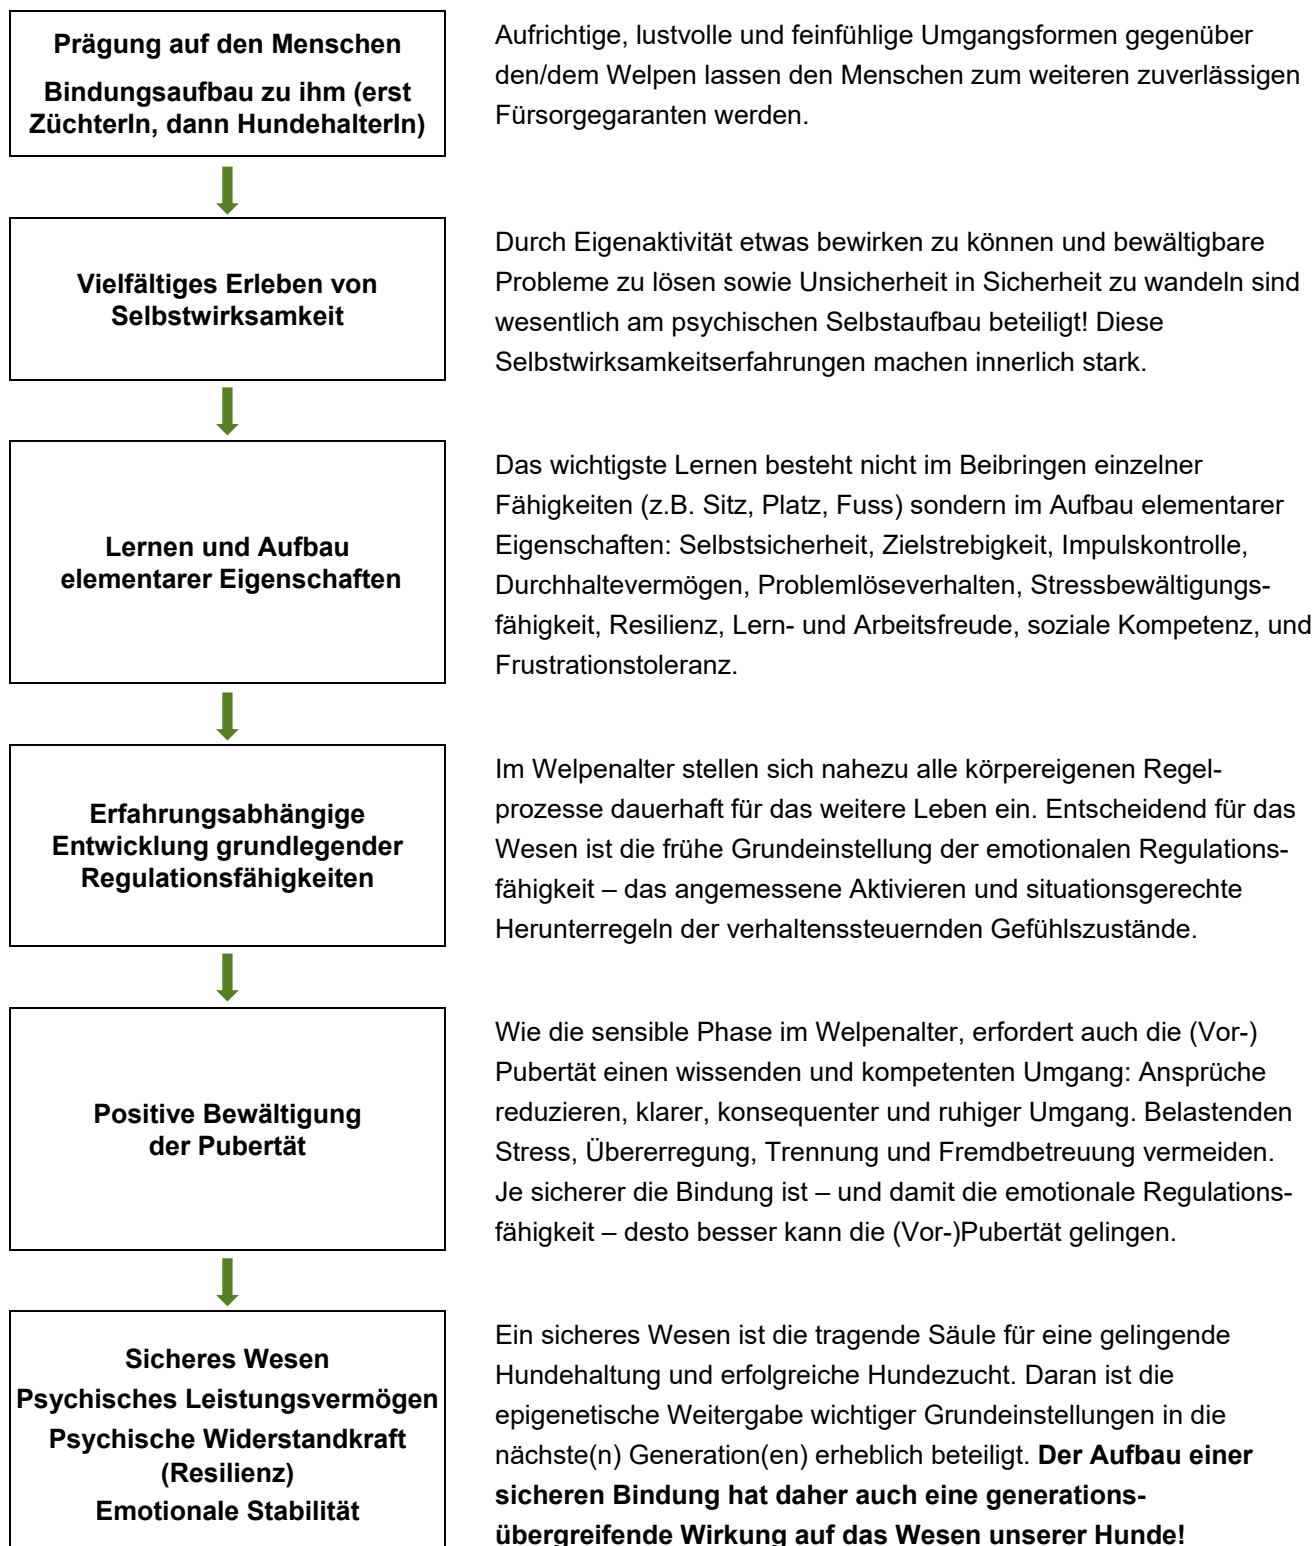 Prägung auf den Menschen
Bindungsaufbau zu ihm (erst
ZüchterIn, dann HundehalterIn)
Aufrichtige, lustvolle und feinfühlige Umgangsformen gegenüber
den/dem Welpen lassen den Menschen zum weiteren zuverlässigen
Fürsorgegaranten werden.
Vielfältiges Erleben von
Selbstwirksamkeit
Durch Eigenaktivität etwas bewirken zu können und bewältigbare
Probleme zu lösen sowie Unsicherheit in Sicherheit zu wandeln sind
wesentlich am psychischen Selbstaufbau beteiligt! Diese
Selbstwirksamkeitserfahrungen machen innerlich stark.
Lernen und Aufbau
elementarer Eigenschaften
Das wichtigste Lernen besteht nicht im Beibringen einzelner
Fähigkeiten (z.B. Sitz, Platz, Fuss) sondern im Aufbau elementarer
Eigenschaften: Selbstsicherheit, Zielstrebigkeit, Impulskontrolle,
Durchhaltevermögen, Problemlöseverhalten, Stressbewältigungs-
fähigkeit, Resilienz, Lern- und Arbeitsfreude, soziale Kompetenz, und
Frustrationstoleranz.
Erfahrungsabhängige
Entwicklung grundlegender
Regulationsfähigkeiten
Im Welpenalter stellen sich nahezu alle körpereigenen Regel-
prozesse dauerhaft für das weitere Leben ein. Entscheidend für das
Wesen ist die frühe Grundeinstellung der emotionalen Regulations-
fähigkeit – das angemessene Aktivieren und situationsgerechte
Herunterregeln der verhaltenssteuernden Gefühlszustände.
Positive Bewältigung
der Pubertät
Wie die sensible Phase im Welpenalter, erfordert auch die (Vor-)
Pubertät einen wissenden und kompetenten Umgang: Ansprüche
reduzieren, klarer, konsequenter und ruhiger Umgang. Belastenden
Stress, Übererregung, Trennung und Fremdbetreuung vermeiden.
Je sicherer die Bindung ist – und damit die emotionale Regulations-
fähigkeit – desto besser kann die (Vor-)Pubertät gelingen.
Sicheres Wesen
Psychisches Leistungsvermögen
Psychische Widerstandkraft
(Resilienz)
Emotionale Stabilität
Ein sicheres Wesen ist die tragende Säule für eine gelingende
Hundehaltung und erfolgreiche Hundezucht. Daran ist die
epigenetische Weitergabe wichtiger Grundeinstellungen in die
nächste(n) Generation(en) erheblich beteiligt. Der Aufbau einer
sicheren Bindung hat daher auch eine generations-
übergreifende Wirkung auf das Wesen unserer Hunde!